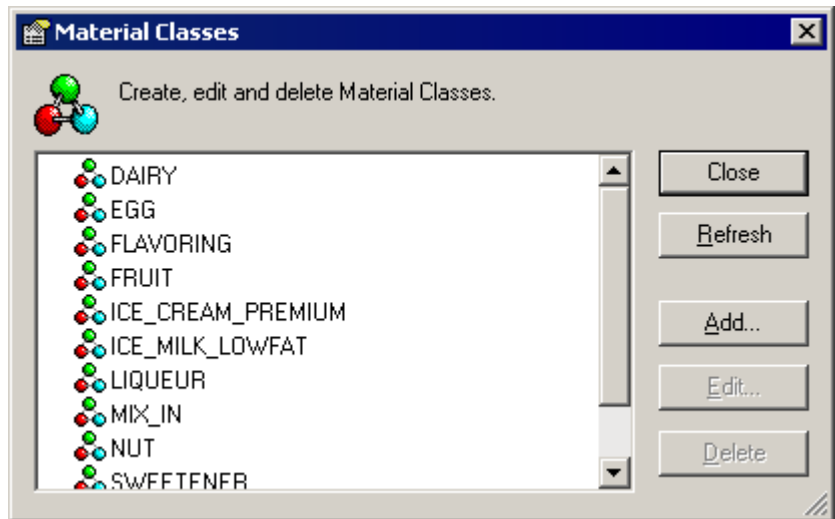 Material Classes
Create, edit and delete Material Classes.
DAIRY
EGG
FLAVORING
FRUIT
ICE_CREAM_PREMIUM
ICE_MILK_LOWFAT
LIQUEUR
MIX_IN
NUT
SWEETENER
Close
Refresh
Add...
Edit...
Delete